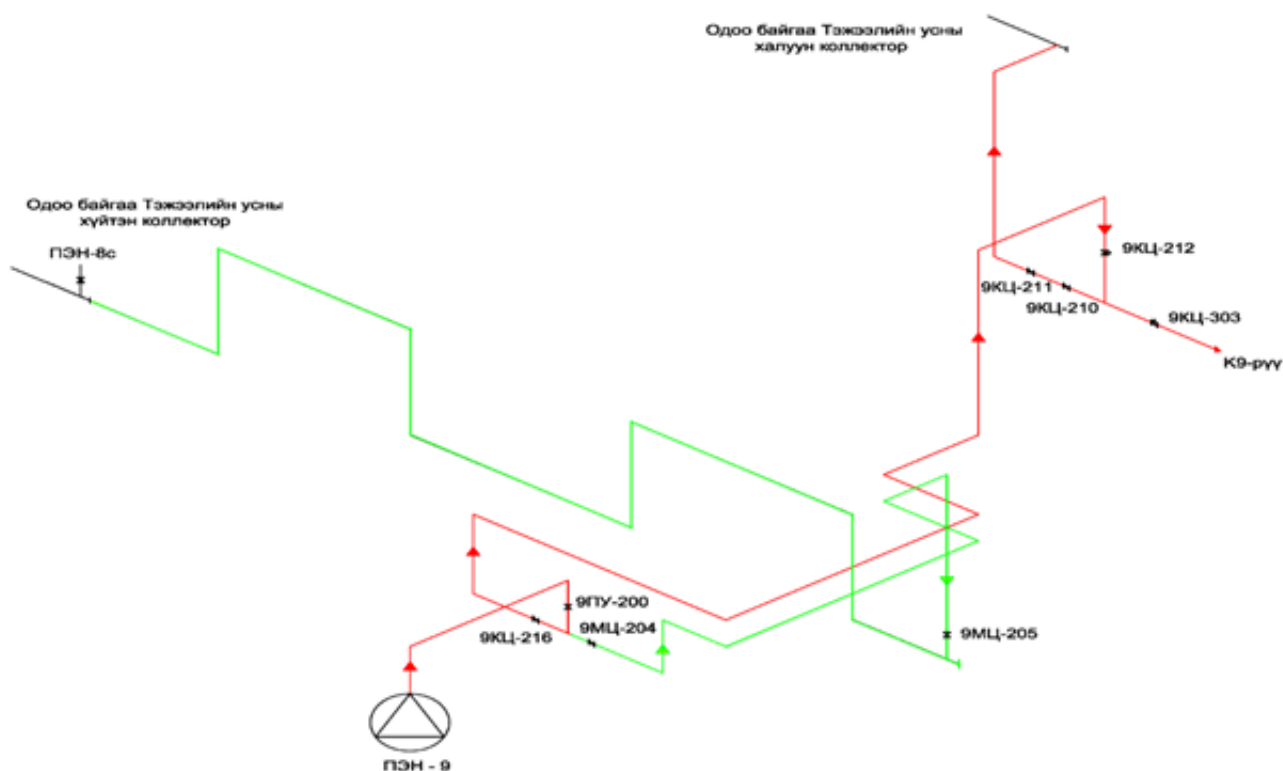 Одоо байгаа Тэжээлийн усны
халуун коллектор
Одоо байгаа Тэжээлийн усны
хүйтэн коллектор
ПЭН-8с
9КЦ-212
9КЦ-211
9КЦ-210
9КЦ-303
К9-рүү
9ПУ-200
9КЦ-216
9МЦ-204
9МЦ-205
ПЭН - 9